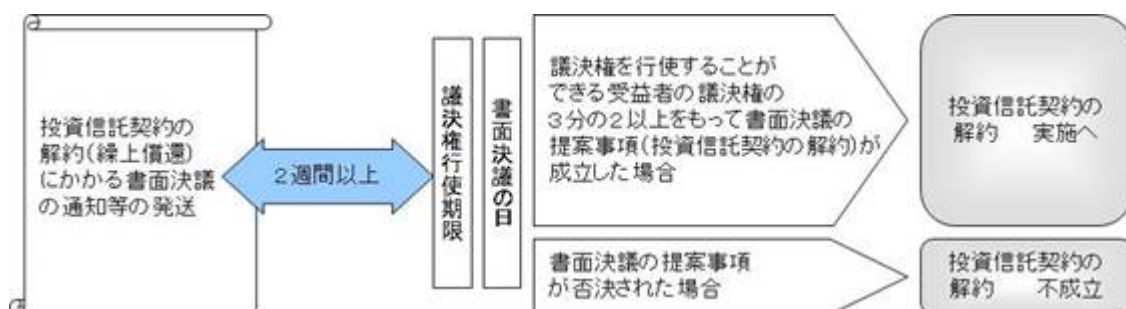 投資信託契約の
解約(繰上償還)
にかかる書面決議
の通知等の発送
2週間以上
議決権行使期限
書面決議の日
議決権を行使することが
できる受益者の議決権の
3分の2以上をもって書面決議の
提案事項(投資信託契約の解約)が
成立した場合
投資信託契約の
解約　実施へ
書面決議の提案事項
が否決された場合
投資信託契約の
解約　不成立